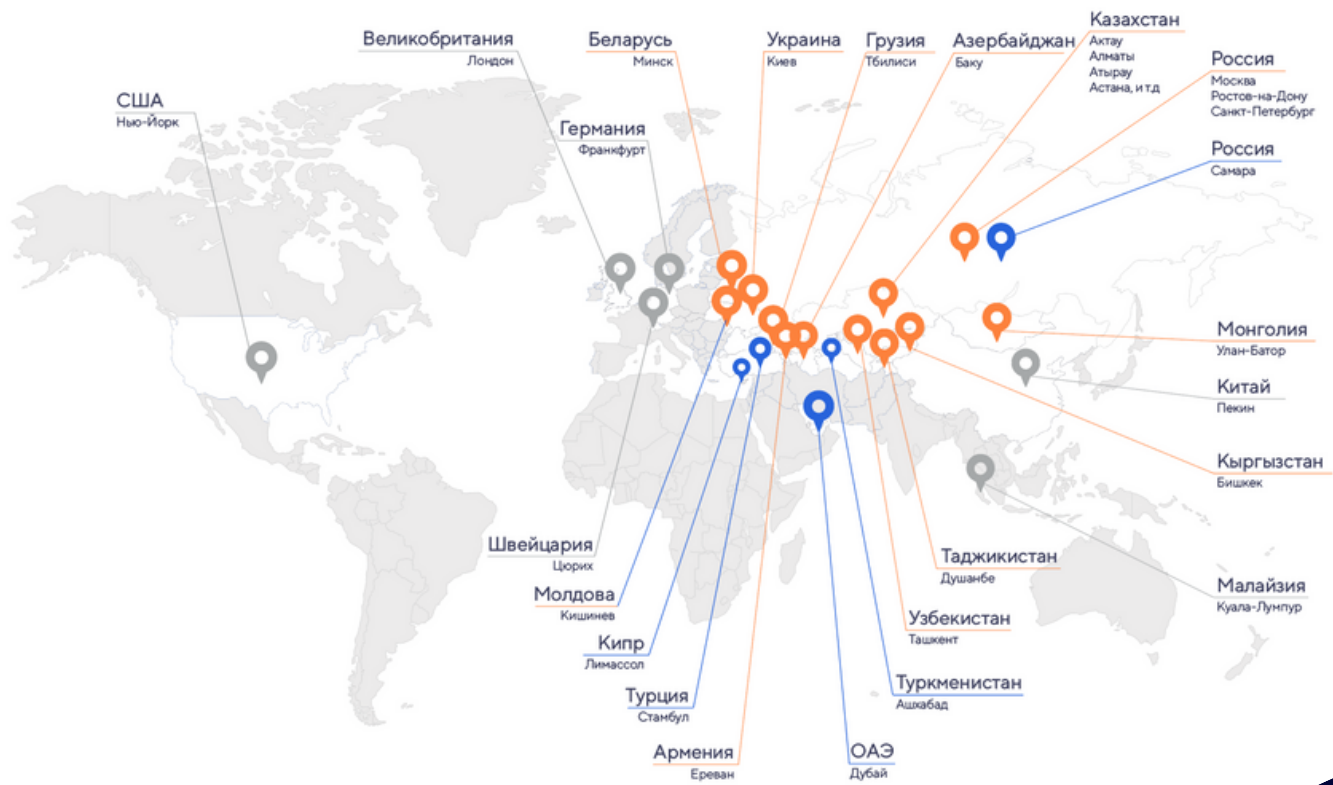 Великобритания
Лондон
Беларусь
Минск
Украина
Киев
Грузия
Тбилиси
Азербайджан
Баку
Казахстан
Актау
Алматы
Атырау
Астана, и т.д
Россия
Москва
Ростов-на-Дону
Санкт-Петербург
США
Нью-Йорк
Германия
Франкфурт
Россия
Самара
Монголия
Улан-Батор
Китай
Пекин
Кыргызстан
Бишкек
Швейцария
Цюрих
Таджикистан
Душанбе
Малайзия
Куала-Лумпур
Молдова
Кишинев
Узбекистан
Ташкент
Кипр
Лимассол
Туркменистан
Ашхабад
Турция
Стамбул
Армения
Ереван
ОАЭ
Дубай